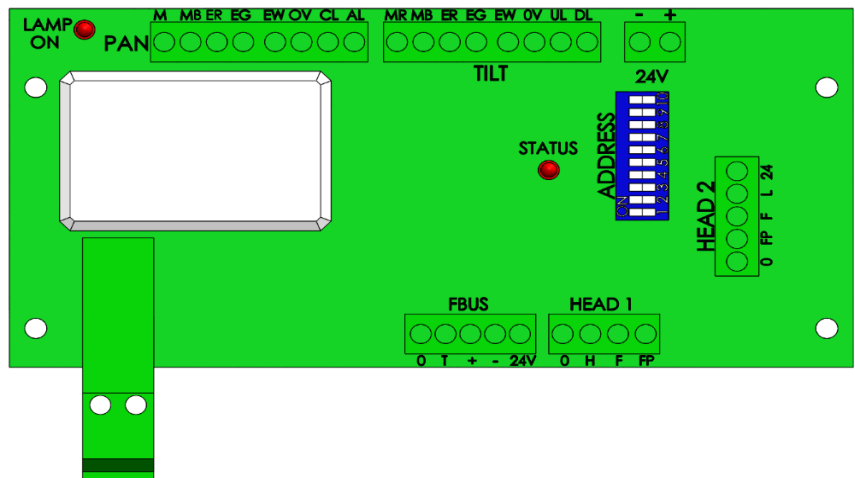 LAMP
ON
PAN
M MB ER EG EW OV CL AL
MR MB ER EG EW 0V UL DL
TILT
- +
24V
STATUS
ADDRESS
ON
1 2 3 4 5 6 7 8 9 10
HEAD 2
0 FP F L 24
FBUS
0 T + - 24V
HEAD 1
0 H F FP